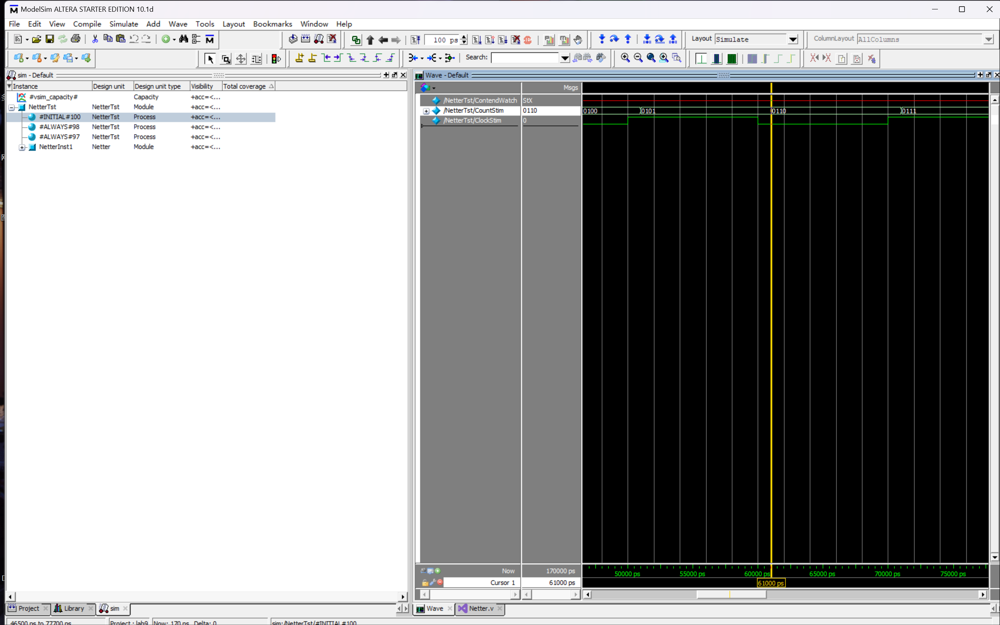 ModelSim ALTERA STARTER EDITION 10.1d
File Edit View Compile Simulate Add Wave Tools Layout Bookmarks Window Help
100 ps Layout Simulate ColumnLayout AllColumns
Search:
sim - Default
Instance Design unit Design unit type Visibility Total coverage
#vsim_capacity# Capacity +acc=<...
NetterTst NetterTst Module +acc=<...
#INITIAL#100 NetterTst Process +acc=<...
#ALWAYS#98 NetterTst Process +acc=<...
#ALWAYS#97 NetterTst Process +acc=<...
NetterInst1 Netter Module +acc=<...
Wave - Default
Msgs
/NetterTst/ContendWatch StX
/NetterTst/CountStim 0110 0100 0101 0110 0111
/NetterTst/ClockStim 0
Now 170000 ps 50000 ps 55000 ps 60000 ps 65000 ps 70000 ps 75000 ps
Cursor 1 61000 ps 61000 ps
Project Library sim
Wave Netter.v
46500 ps to 77700 ps Project : lab9 Now: 170 ns Delta: 0 sim:/NetterTst/#INITIAL#100